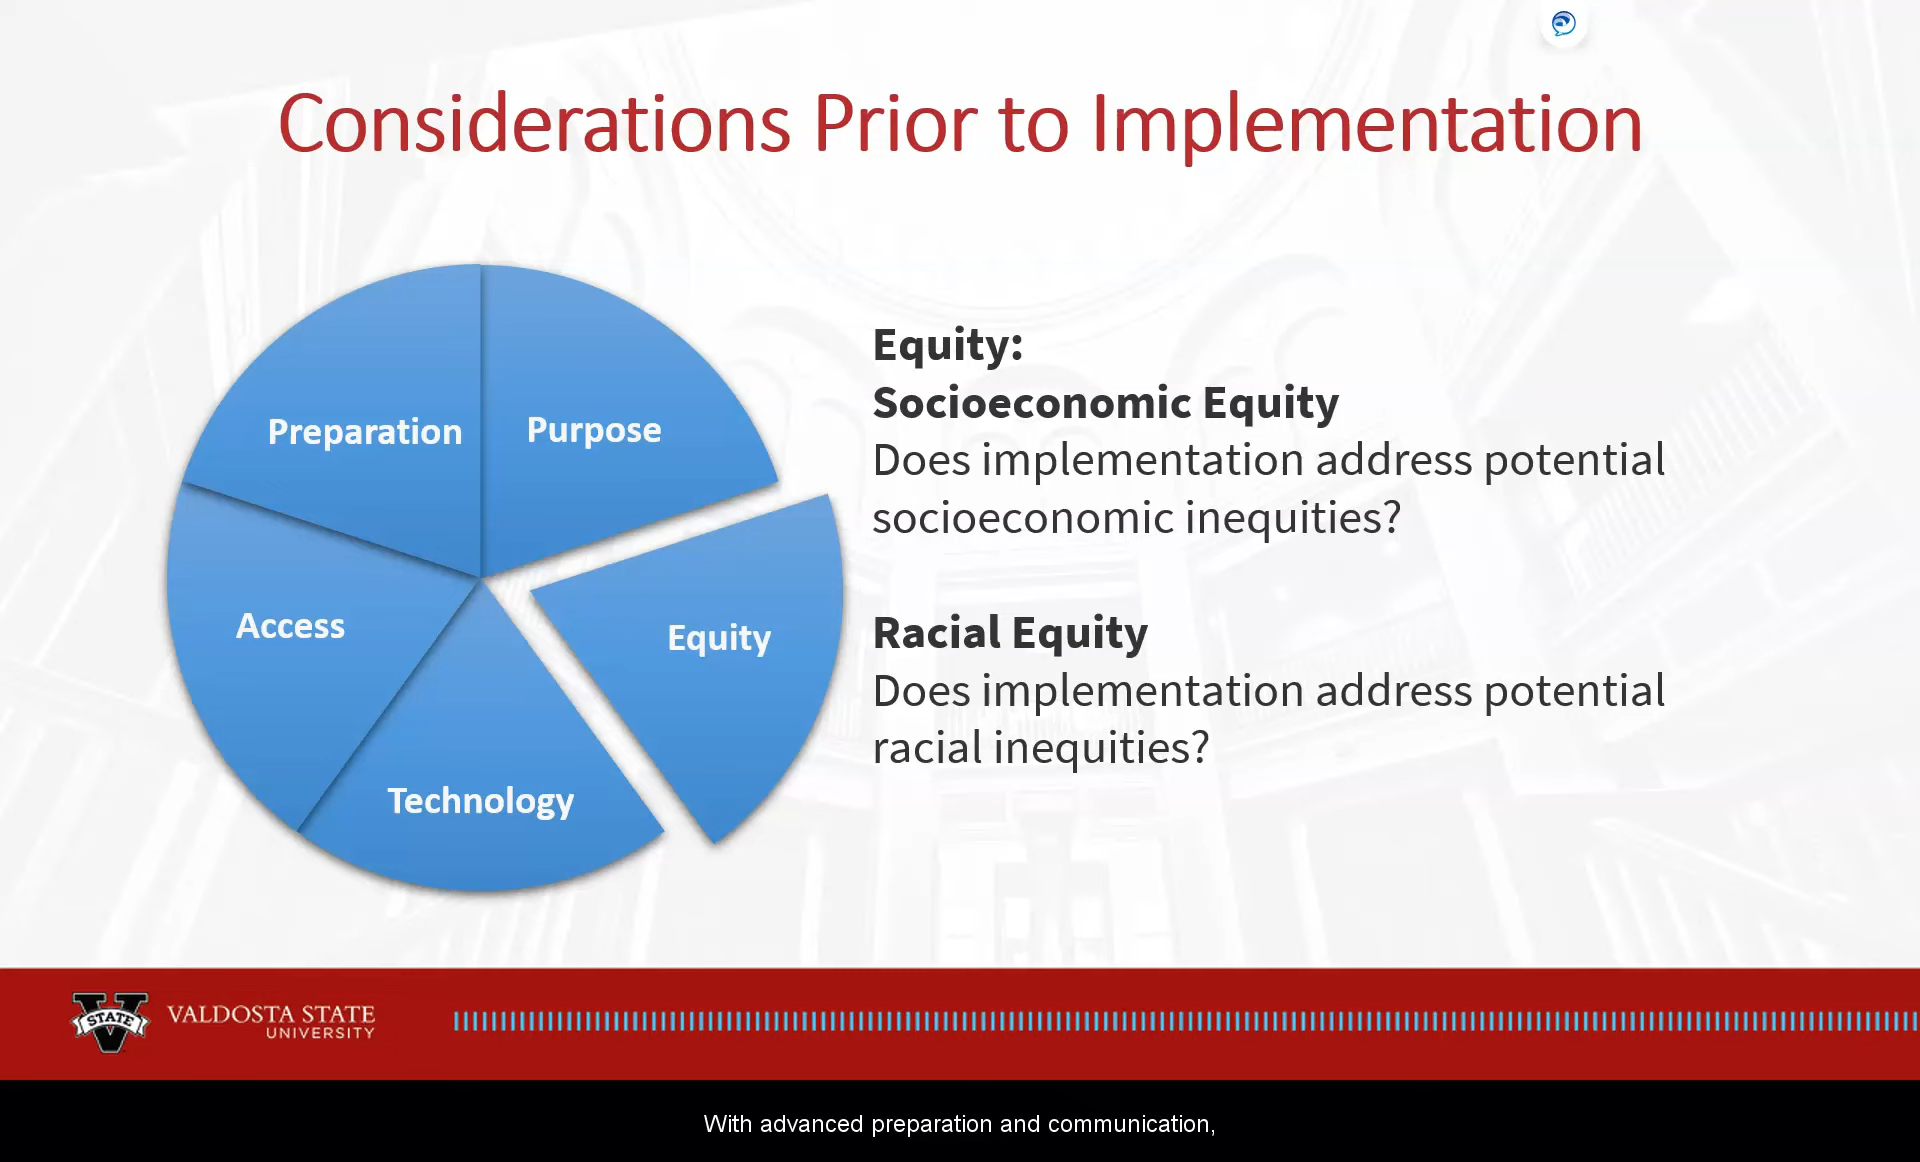 Considerations Prior to Implementation
Preparation
Purpose
Access
Equity
Technology
Equity:
Socioeconomic Equity
Does implementation address potential
socioeconomic inequities?
Racial Equity
Does implementation address potential
racial inequities?
STATE
VALDOSTA STATE
UNIVERSITY
With advanced preparation and communication,